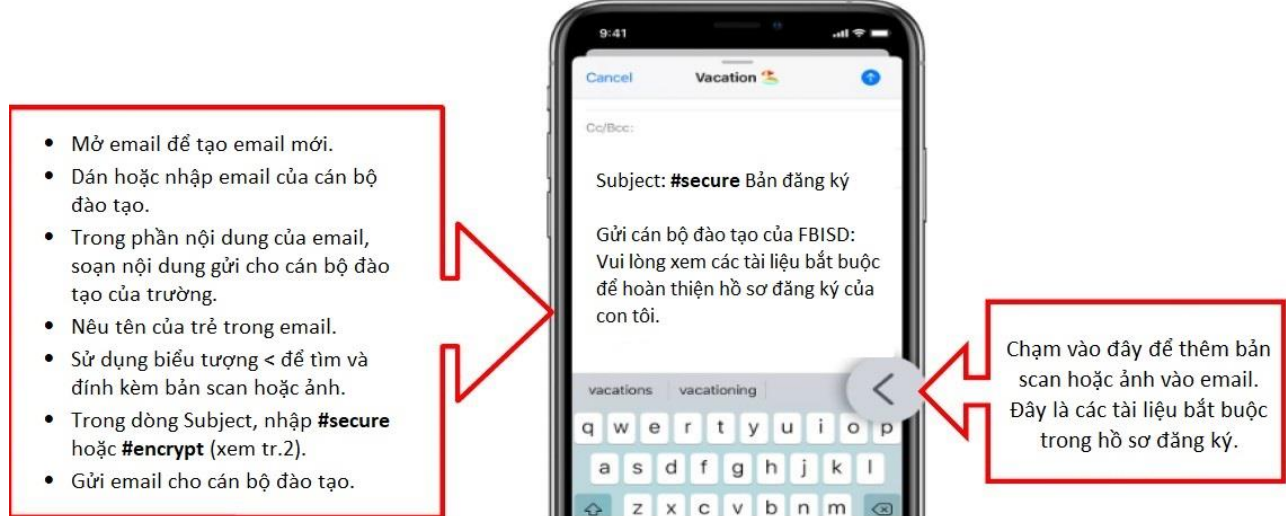 • Mở email để tạo email mới.
• Dán hoặc nhập email của cán bộ
đào tạo.
• Trong phần nội dung của email,
soạn nội dung gửi cho cán bộ đào
tạo của trường.
• Nêu tên của trẻ trong email.
• Sử dụng biểu tượng < để tìm và
đính kèm bản scan hoặc ảnh.
• Trong dòng Subject, nhập #secure
hoặc #encrypt (xem tr.2).
• Gửi email cho cán bộ đào tạo.
9:41
Cancel Vacation 🏖️
Cc/Bcc:
Subject: #secure Bản đăng ký
Gửi cán bộ đào tạo của FBISD:
Vui lòng xem các tài liệu bắt buộc
để hoàn thiện hồ sơ đăng ký của
con tôi.
vacations vacationing <
q w e r t y u i o p
a s d f g h j k l
z x c v b n m
Chạm vào đây để thêm bản
scan hoặc ảnh vào email.
Đây là các tài liệu bắt buộc
trong hồ sơ đăng ký.